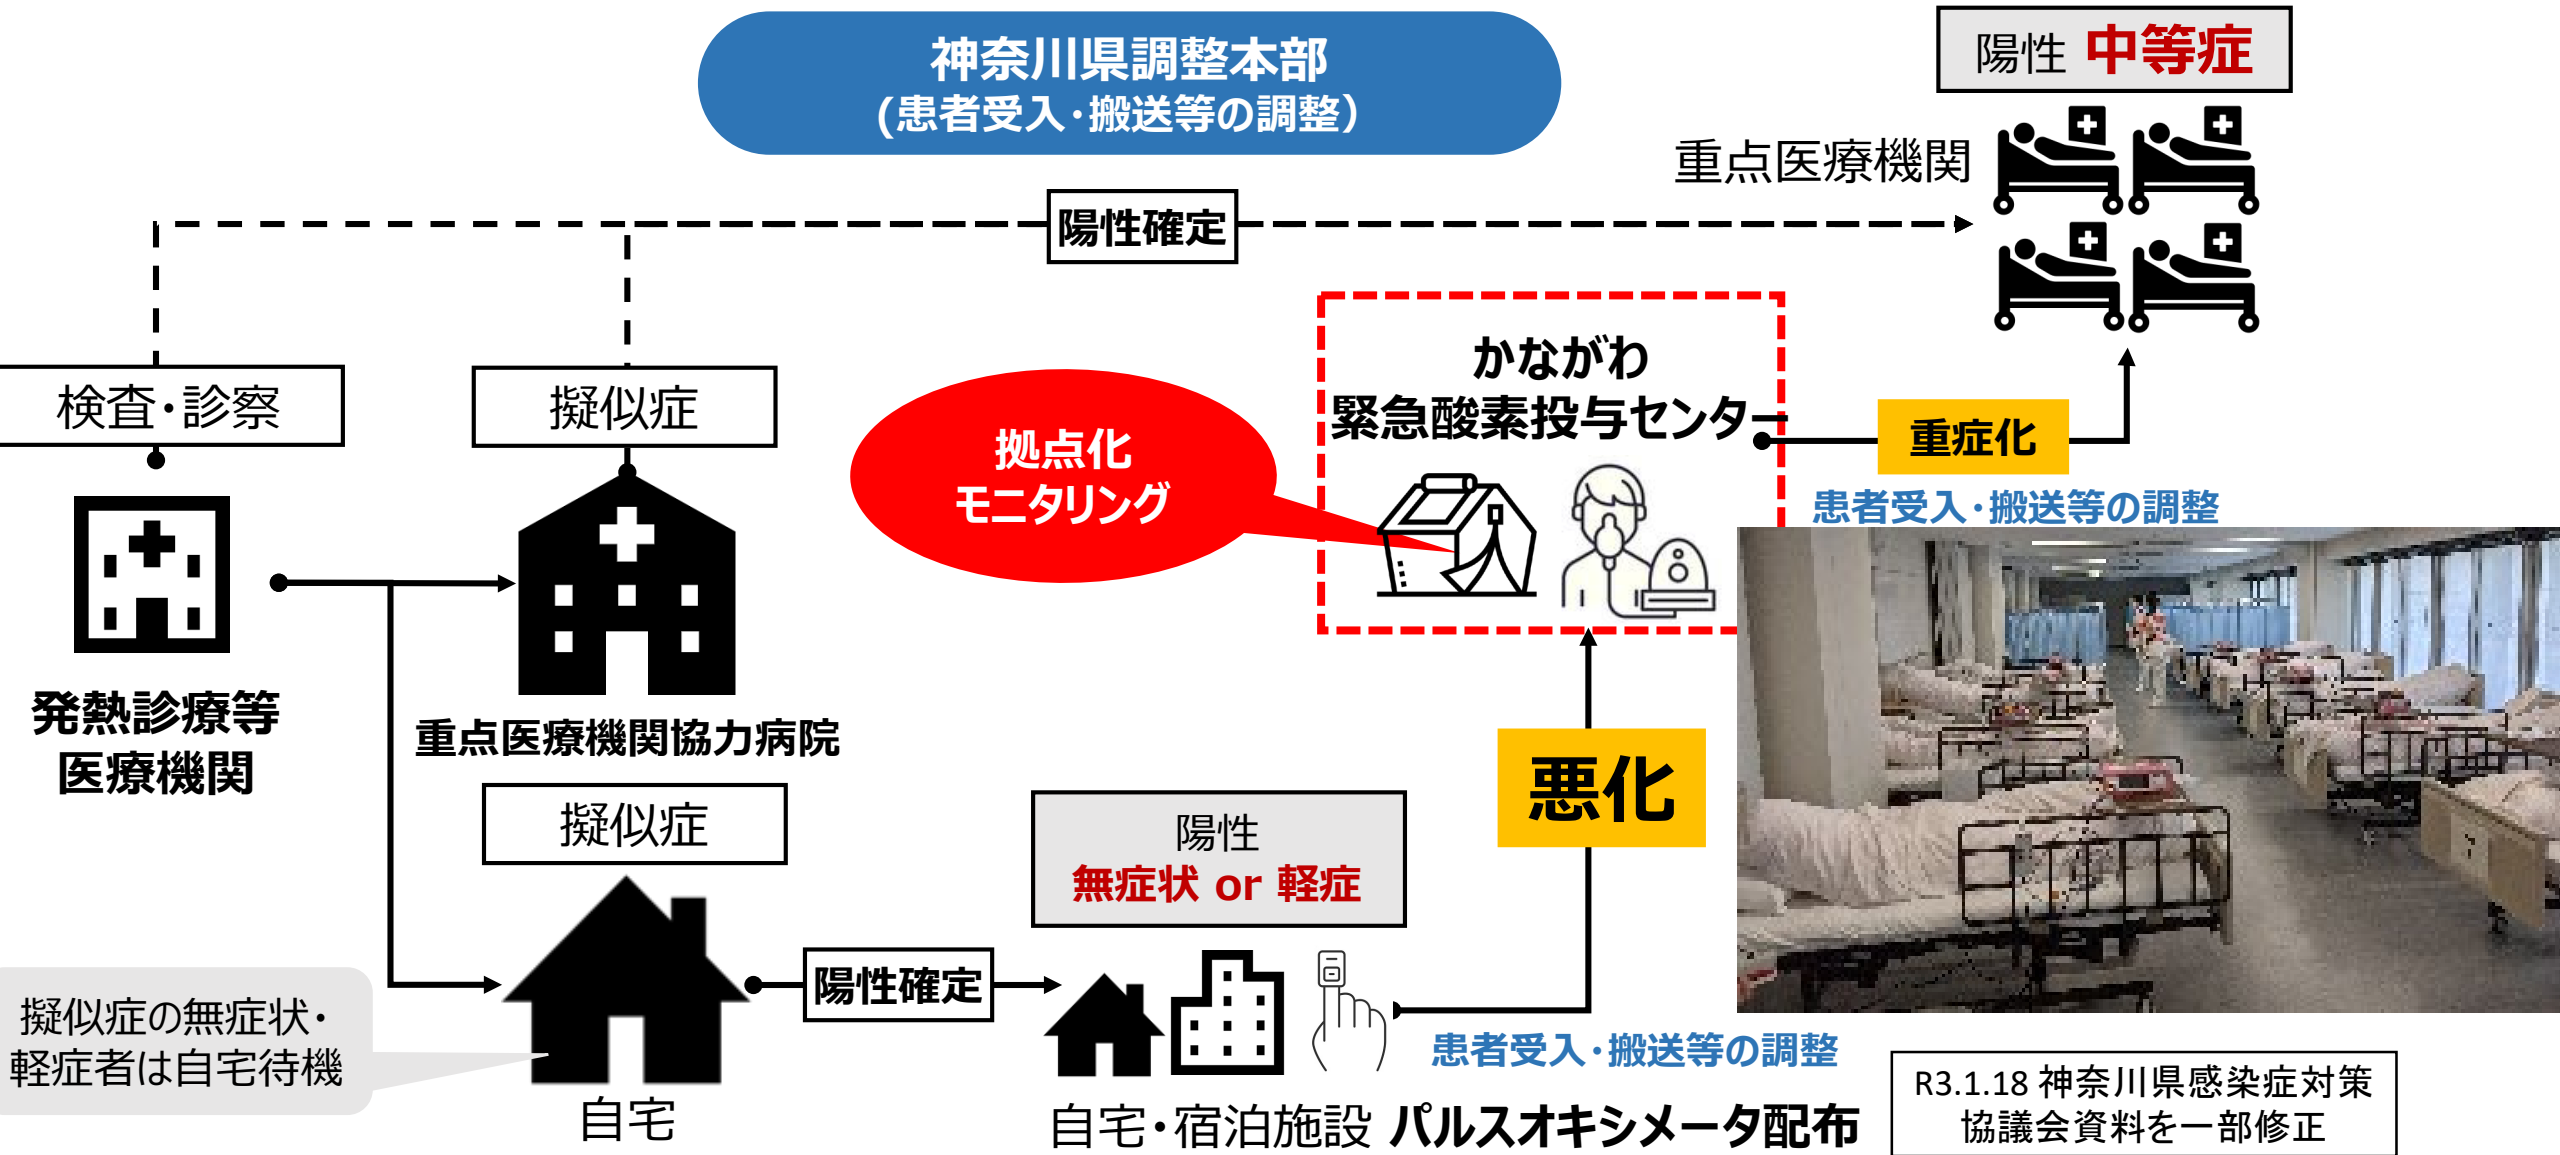 神奈川県調整本部
(患者受入・搬送等の調整)
陽性 中等症
重点医療機関
陽性確定
検査・診察
擬似症
かながわ
緊急酸素投与センター
拠点化
モニタリング
重症化
患者受入・搬送等の調整
発熱診療等
医療機関
重点医療機関協力病院
擬似症
陽性
無症状 or 軽症
悪化
陽性確定
擬似症の無症状・
軽症者は自宅待機
自宅
患者受入・搬送等の調整
自宅・宿泊施設 パルスオキシメータ配布
R3.1.18 神奈川県感染症対策
協議会資料を一部修正